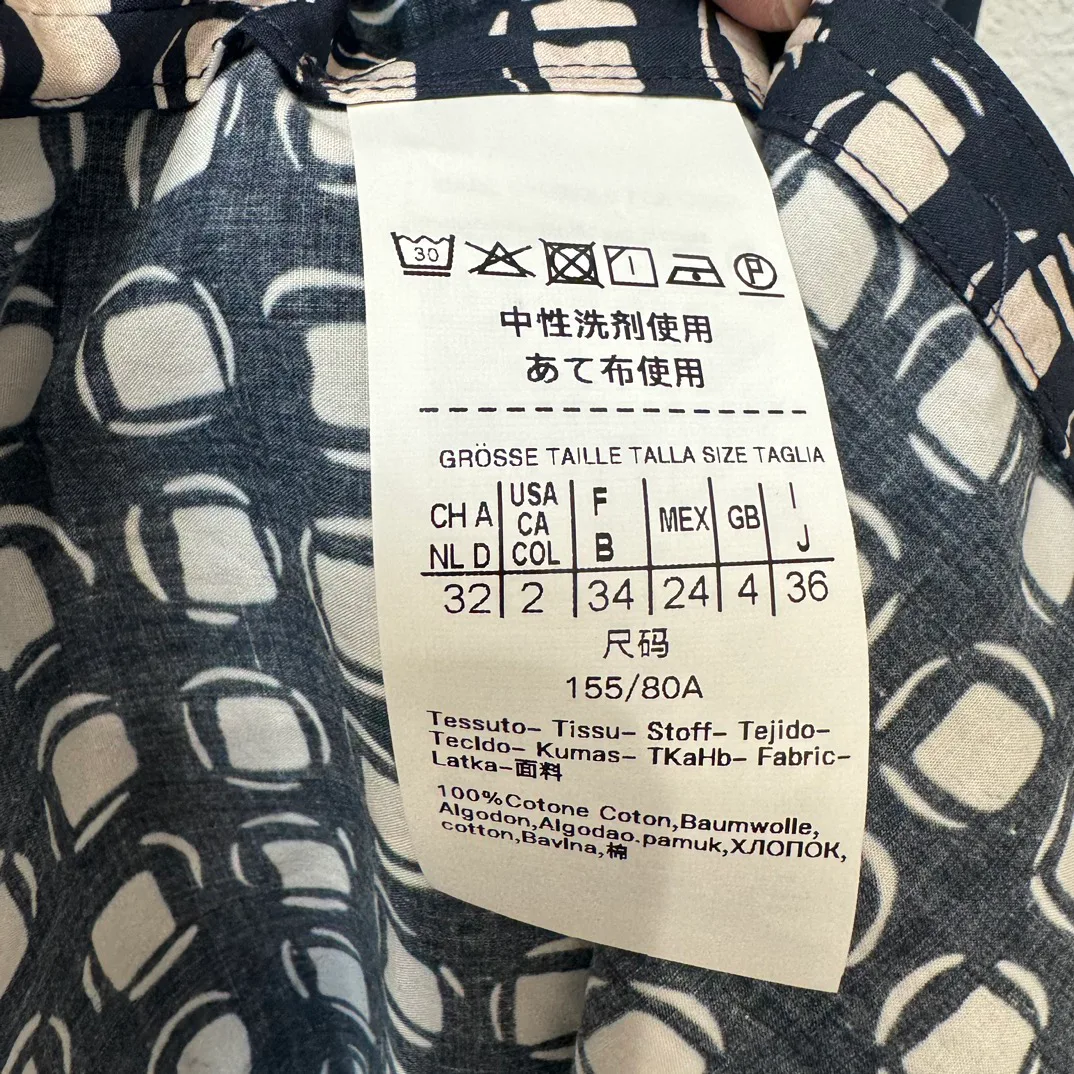 30
P
中性洗剂使用
あて布使用
GRÖSSE TAILLE TALLA SIZE TAGLIA
CH A NL D | USA CA COL | F B | MEX | GB | I J
32 | 2 | 34 | 24 | 4 | 36
尺码
155/80A
Tessuto- Tissu- Stoff- Tejido-
Tecldo- Kumas- TKaHb- Fabric-
Latka-面料
100%Cotone Coton,Baumwolle,
Algodon,Algodao.pamuk,ХЛОПОК,
cotton,Bavlna,棉